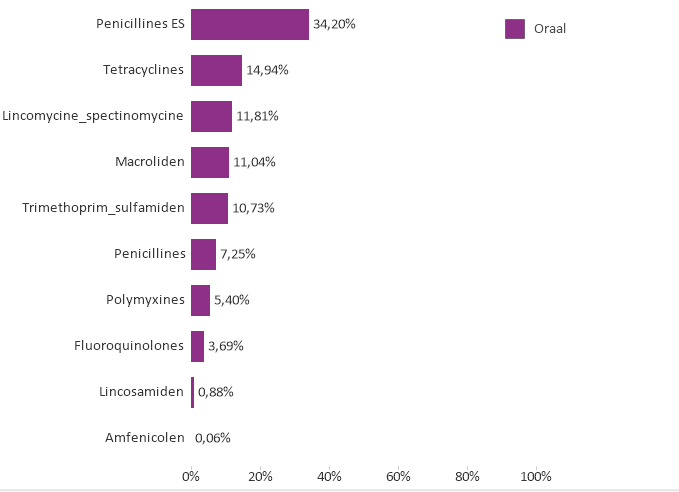 Penicillines ES 34,20%
Oraal
Tetracyclines 14,94%
Lincomycine_spectinomycine 11,81%
Macroliden 11,04%
Trimethoprim_sulfamiden 10,73%
Penicillines 7,25%
Polymyxines 5,40%
Fluoroquinolones 3,69%
Lincosamiden 0,88%
Amfenicolen 0,06%
0% 20% 40% 60% 80% 100%